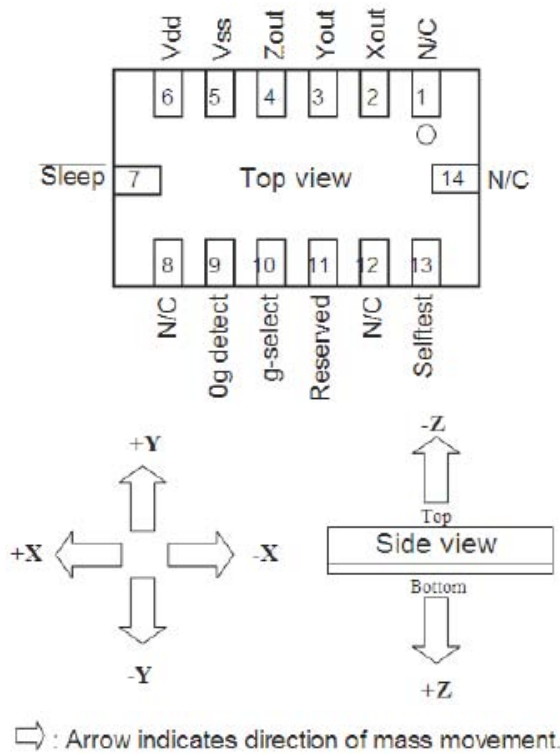 Vdd Vss Zout Yout Xout N/C
6 5 4 3 2 1
Sleep 7 Top view 14 N/C
8 9 10 11 12 13
N/C 0g detect g-select Reserved N/C Selftest
+Y
-Z
Top
+X -X
Side view
Bottom
-Y
+Z
: Arrow indicates direction of mass movement.